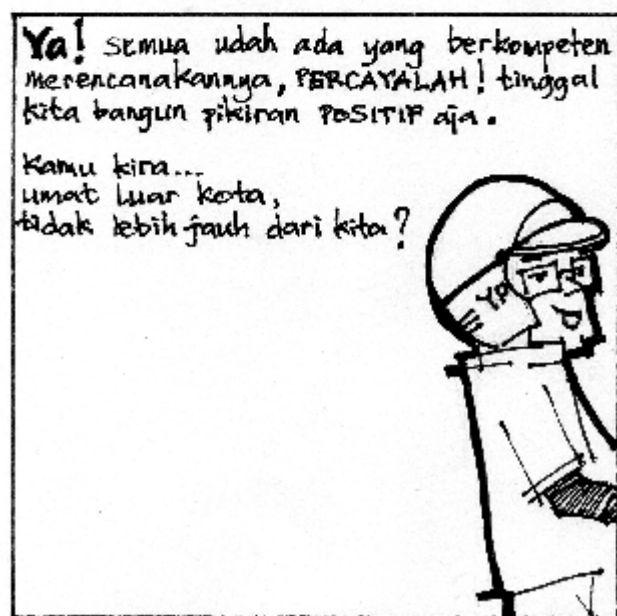 Ya! semua udah ada yang berkompeten
merencanakannya, PERCAYALAH! tinggal
kita bangun pikiran POSITIF aja.
Kamu kira...
umat luar kota,
tidak lebih jauh dari kita?
YP